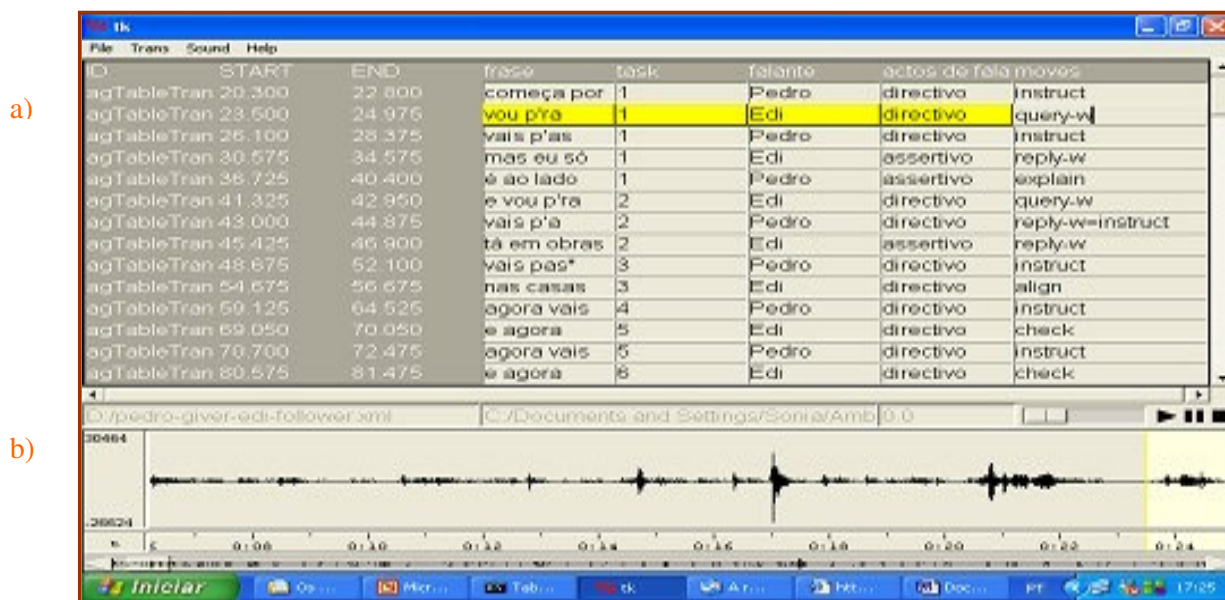 tk
File Trans Sound Help
ID START END frase task falante actos de fala moves
a)
agTableTran 20.300 22.800 começa por 1 Pedro directivo instruct
agTableTran 23.500 24.975 vou p'ra 1 Edi directivo query-w
agTableTran 26.100 28.375 vais p'as 1 Pedro directivo instruct
agTableTran 30.575 34.575 mas eu só 1 Edi assertivo reply-w
agTableTran 36.725 40.400 é ao lado 1 Pedro assertivo explain
agTableTran 41.325 42.950 e vou p'ra 2 Edi directivo query-w
agTableTran 43.000 44.875 vais p'a 2 Pedro directivo reply-w=instruct
agTableTran 45.425 46.900 tá em obras 2 Edi assertivo reply-w
agTableTran 48.675 52.100 vais pas* 3 Pedro directivo instruct
agTableTran 54.675 56.675 nas casas 3 Edi directivo align
agTableTran 59.125 64.525 agora vais 4 Pedro directivo instruct
agTableTran 69.050 70.050 e agora 5 Edi directivo check
agTableTran 70.700 72.475 agora vais 5 Pedro directivo instruct
agTableTran 80.575 81.475 e agora 6 Edi directivo check
D:/pedro-giver-edi-follower.xml C:/Documents and Settings/Sonia/Amb 0.0
b)
30464
0:08 0:10 0:12 0:14 0:16 0:18 0:20 0:22 0:24
Iniciar Os ... Micr... Tab... tk A r... htt... Doc... PT 17:25